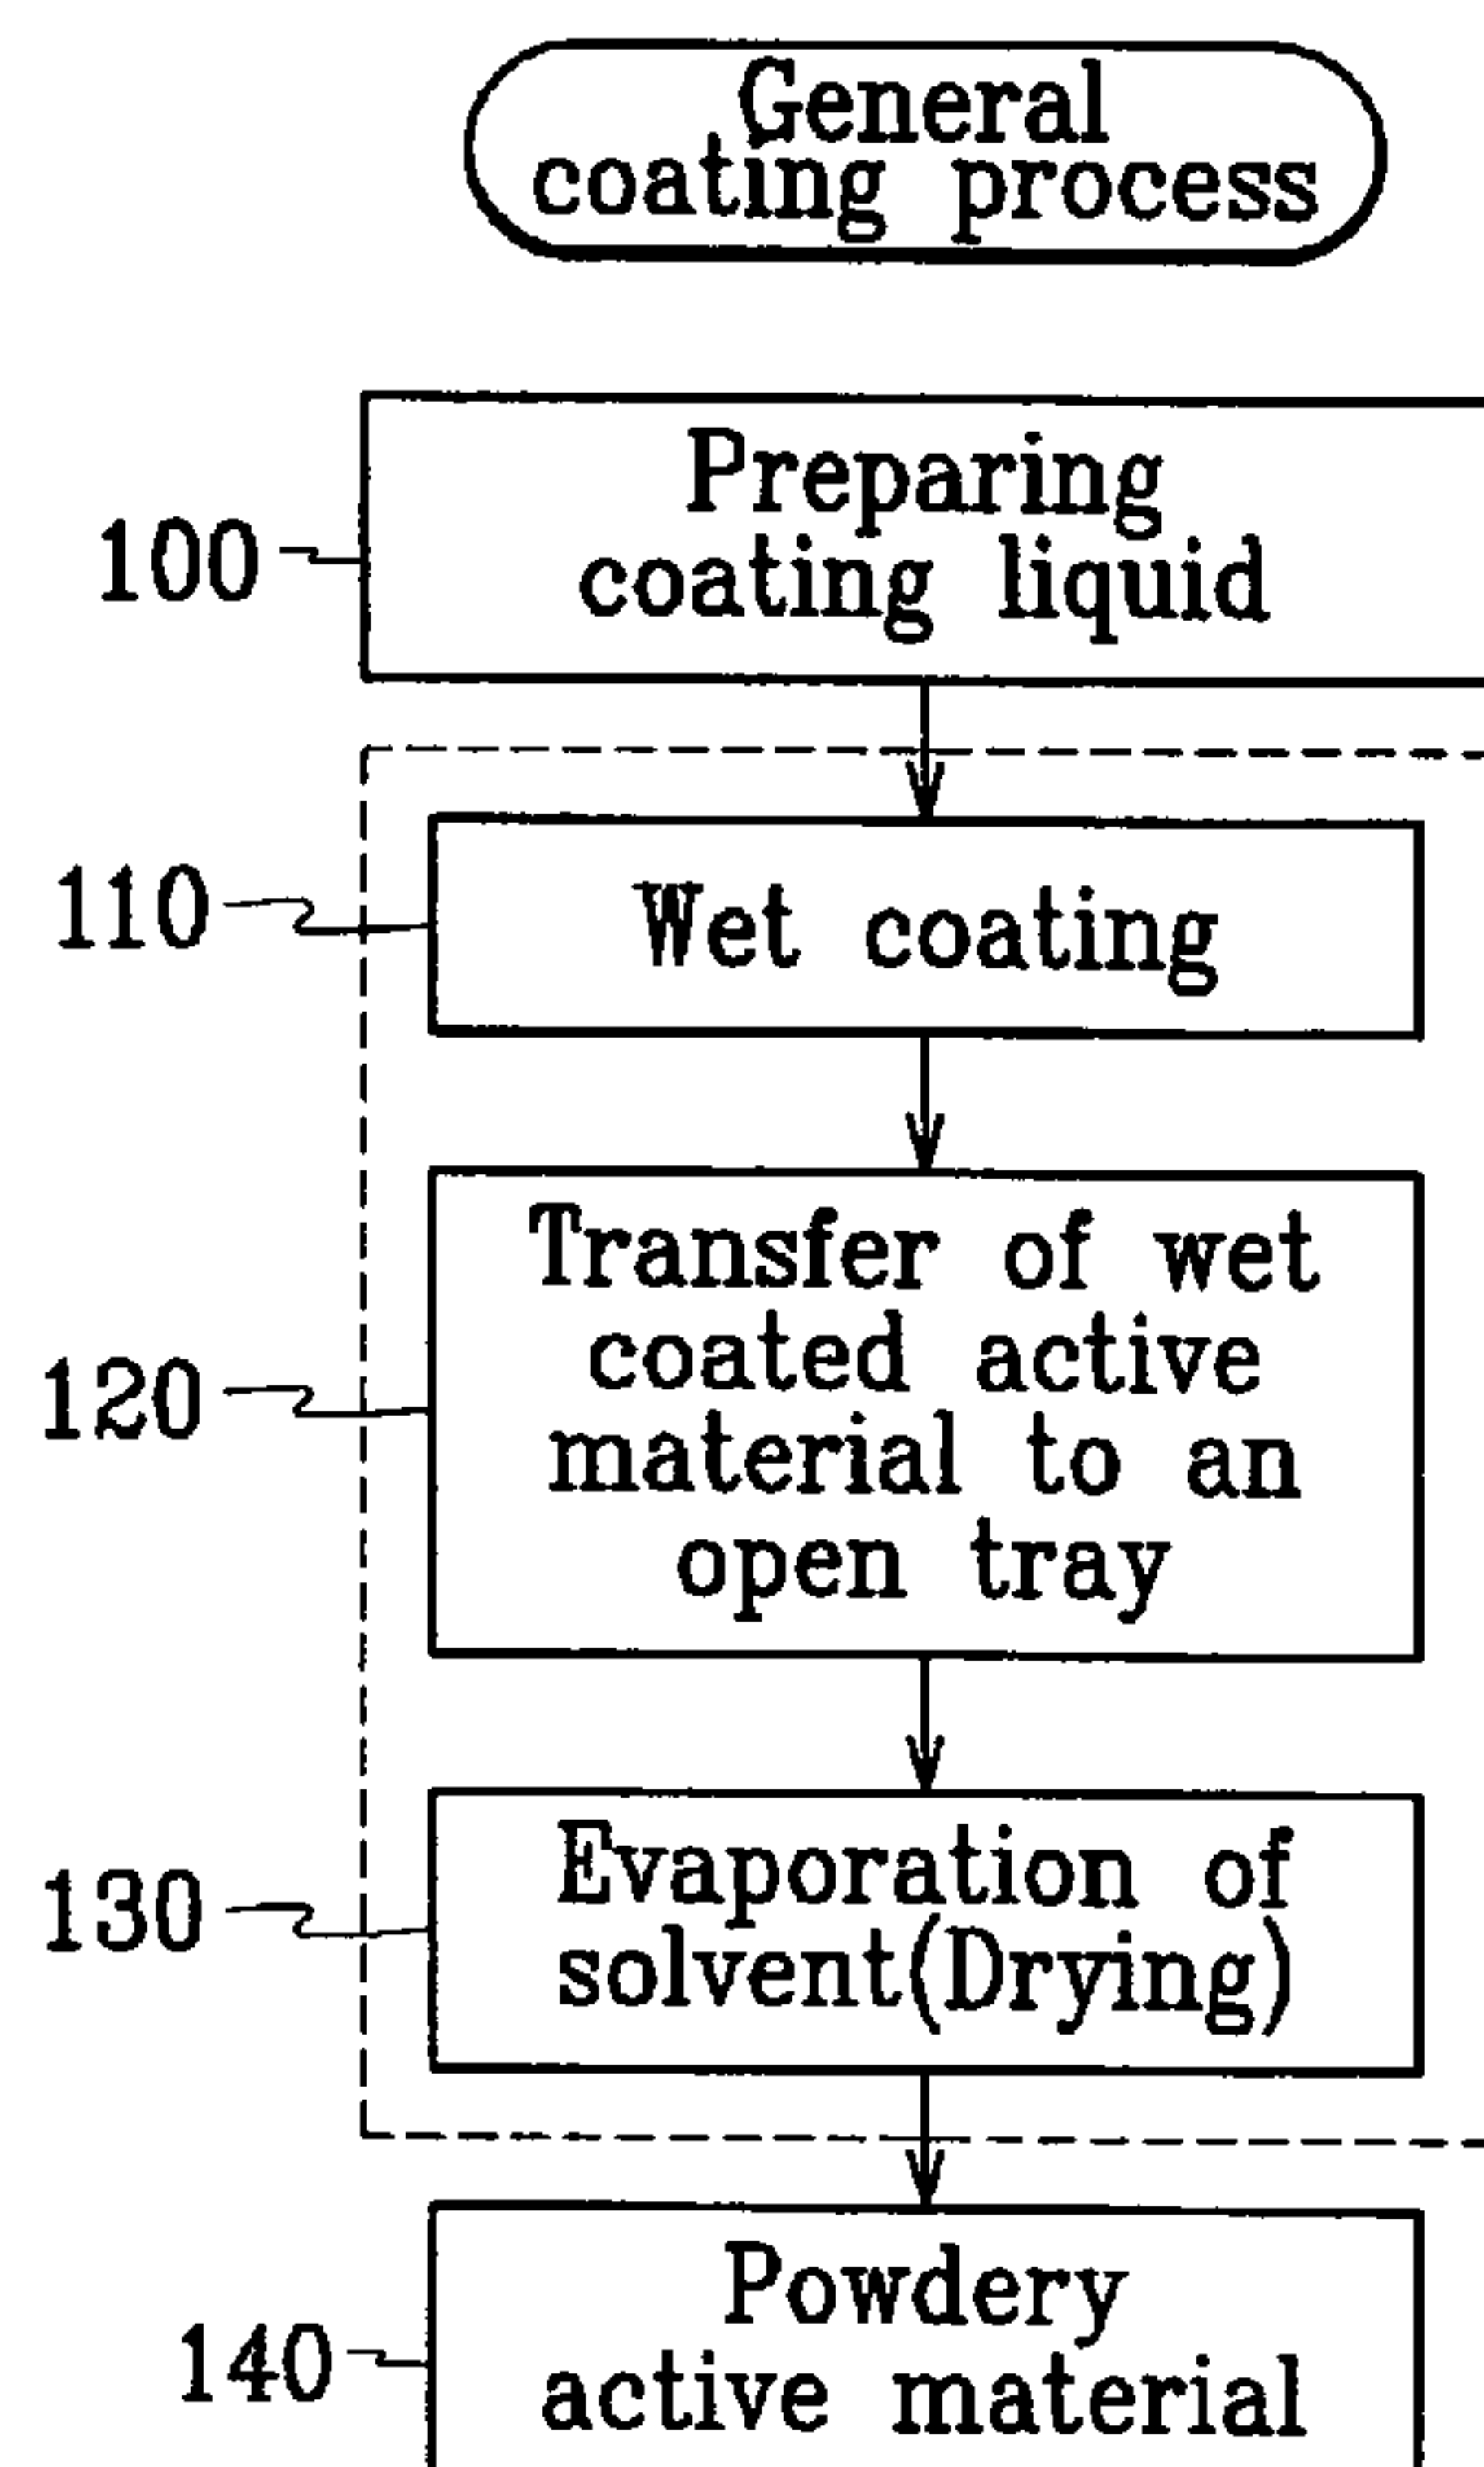 General
coating process
100
Preparing
coating liquid
110
Wet coating
120
Transfer of wet
coated active
material to an
open tray
130
Evaporation of
solvent(Drying)
140
Powdery
active material